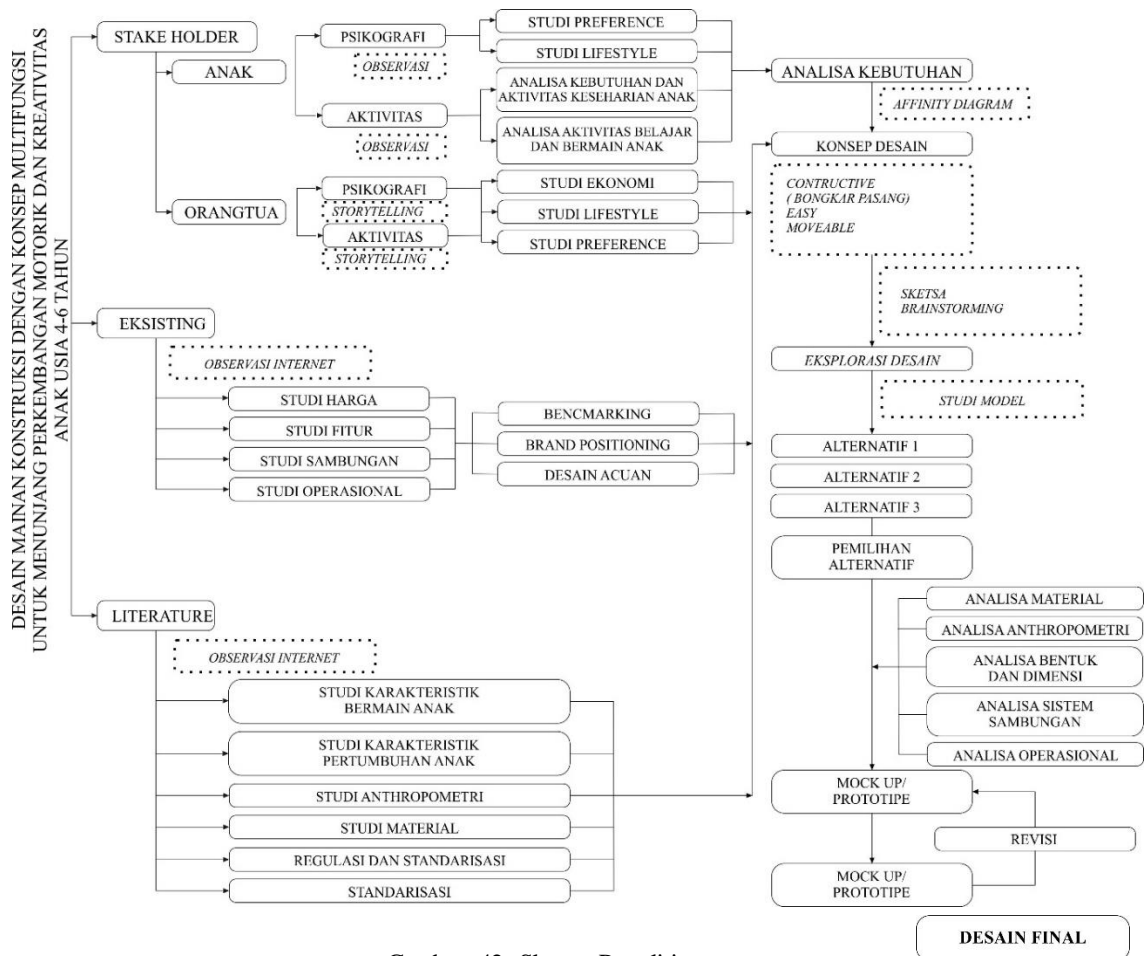 DESAIN MAINAN KONSTRUKSI DENGAN KONSEP MULTIFUNGSI
UNTUK MENUNJANG PERKEMBANGAN MOTORIK DAN KREATIVITAS
ANAK USIA 4-6 TAHUN
STAKE HOLDER
ANAK
PSIKOGRAFI
OBSERVASI
AKTIVITAS
OBSERVASI
STUDI PREFERENCE
STUDI LIFESTYLE
ANALISA KEBUTUHAN DAN
AKTIVITAS KESEHARIAN ANAK
ANALISA AKTIVITAS BELAJAR
DAN BERMAIN ANAK
ORANGTUA
PSIKOGRAFI
STORYTELLING
AKTIVITAS
STORYTELLING
STUDI EKONOMI
STUDI LIFESTYLE
STUDI PREFERENCE
EKSISTING
OBSERVASI INTERNET
STUDI HARGA
STUDI FITUR
STUDI SAMBUNGAN
STUDI OPERASIONAL
BENCMARKING
BRAND POSITIONING
DESAIN ACUAN
LITERATURE
OBSERVASI INTERNET
STUDI KARAKTERISTIK
BERMAIN ANAK
STUDI KARAKTERISTIK
PERTUMBUHAN ANAK
STUDI ANTHROPOMETRI
STUDI MATERIAL
REGULASI DAN STANDARISASI
STANDARISASI
ANALISA KEBUTUHAN
AFFINITY DIAGRAM
KONSEP DESAIN
CONTRUCTIVE
( BONGKAR PASANG)
EASY
MOVEABLE
SKETSA
BRAINSTORMING
EKSPLORASI DESAIN
STUDI MODEL
ALTERNATIF 1
ALTERNATIF 2
ALTERNATIF 3
PEMILIHAN
ALTERNATIF
ANALISA MATERIAL
ANALISA ANTHROPOMETRI
ANALISA BENTUK
DAN DIMENSI
ANALISA SISTEM
SAMBUNGAN
ANALISA OPERASIONAL
MOCK UP/
PROTOTIPE
REVISI
MOCK UP/
PROTOTIPE
DESAIN FINAL